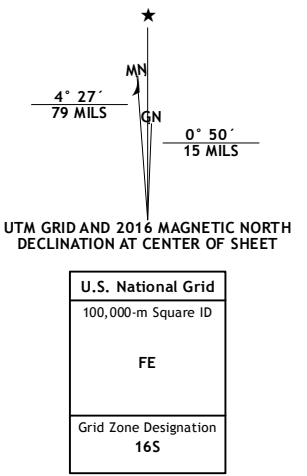 MN
4° 27´
79 MILS
GN
0° 50´
15 MILS
UTM GRID AND 2016 MAGNETIC NORTH
DECLINATION AT CENTER OF SHEET
U.S. National Grid
100,000-m Square ID
FE
Grid Zone Designation
16S